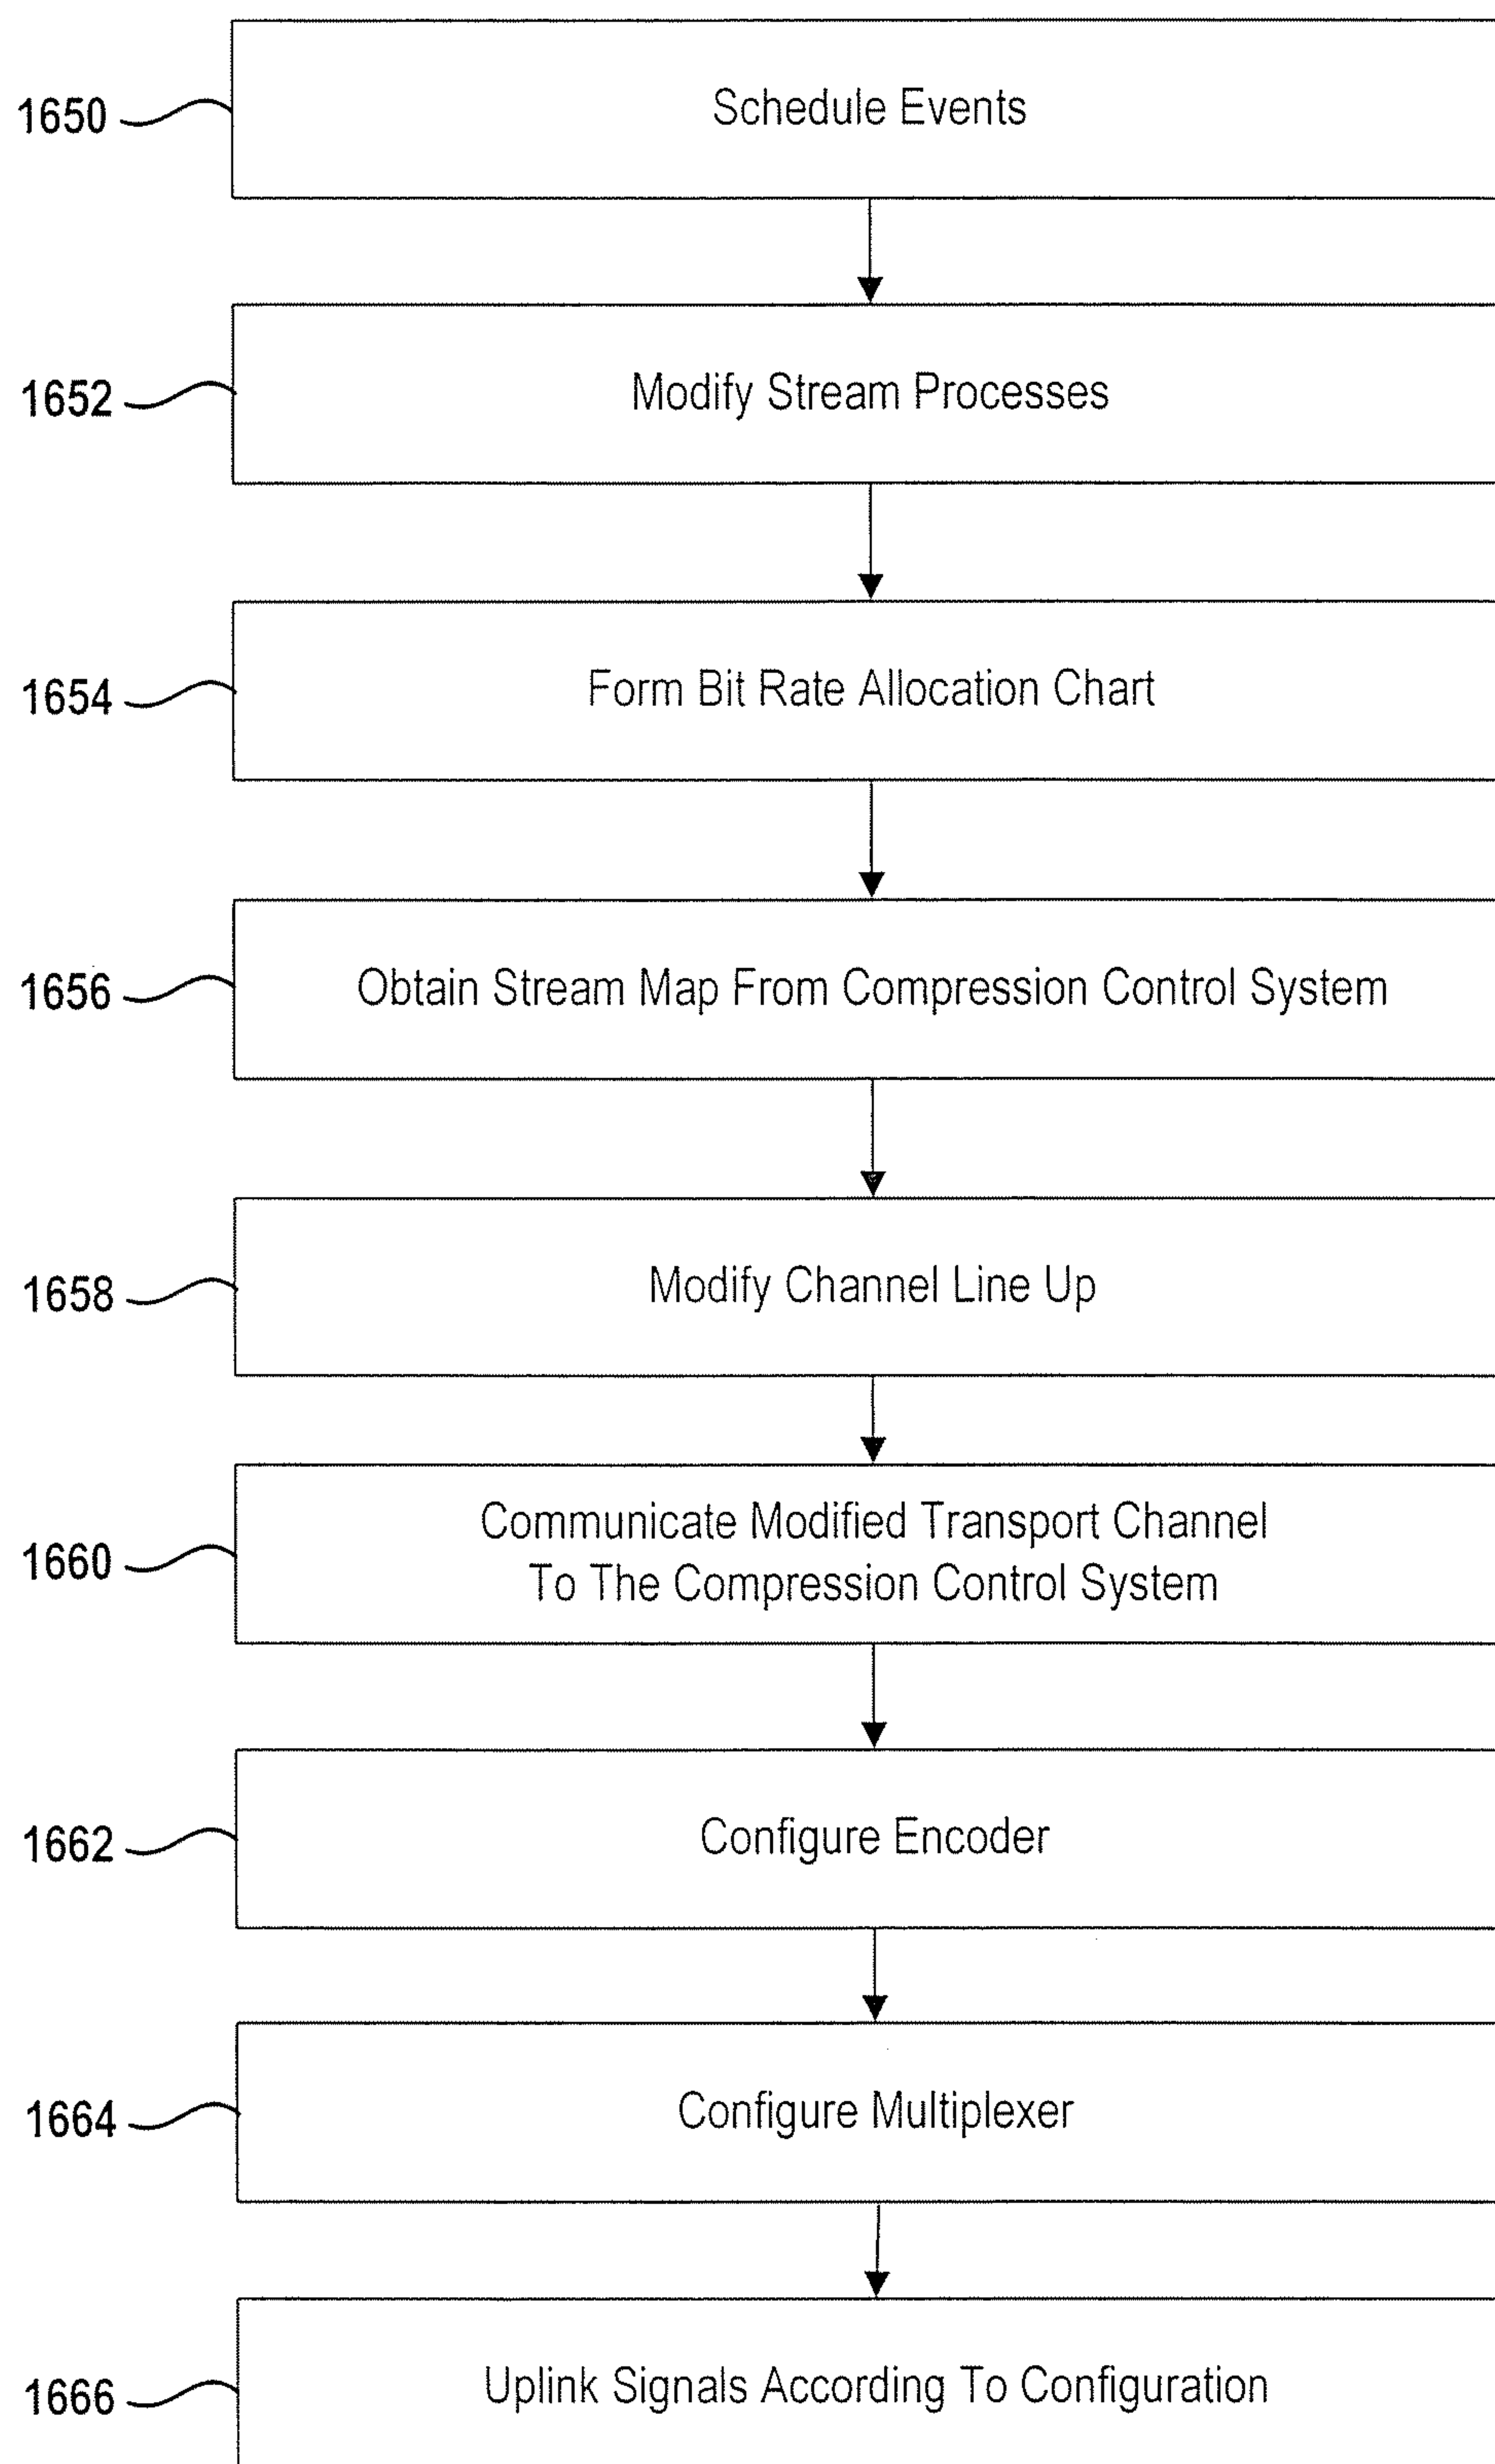 1650
Schedule Events
1652
Modify Stream Processes
1654
Form Bit Rate Allocation Chart
1656
Obtain Stream Map From Compression Control System
1658
Modify Channel Line Up
1660
Communicate Modified Transport Channel
To The Compression Control System
1662
Configure Encoder
1664
Configure Multiplexer
1666
Uplink Signals According To Configuration